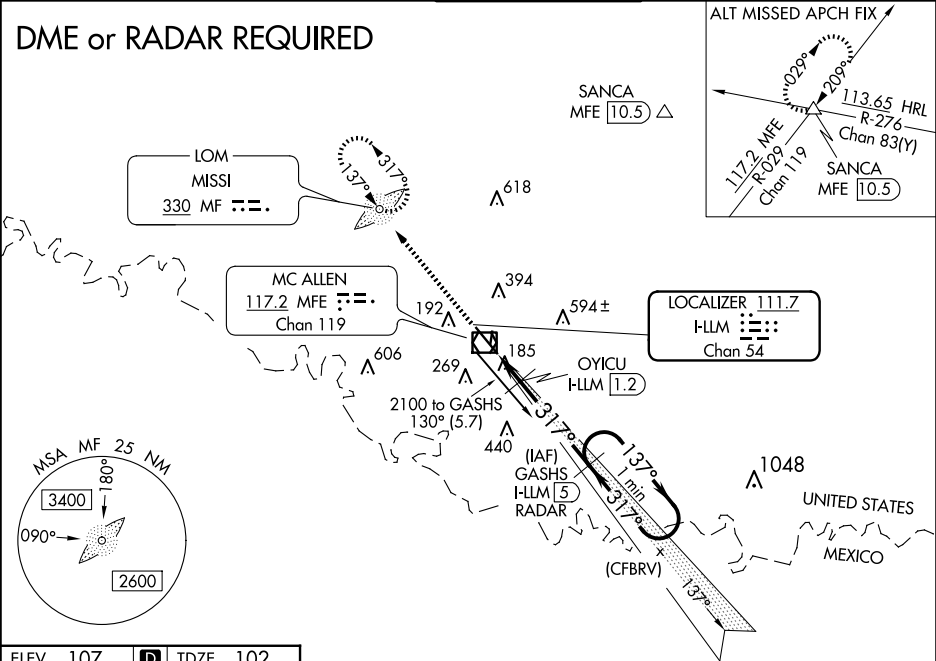 DME or RADAR REQUIRED
ALT MISSED APCH FIX
029°
209°
113.65 HRL
R-276
Chan 83(Y)
117.2 MFE
R-029
Chan 119
SANCA
MFE 10.5
SANCA
MFE 10.5
LOM
MISSI
330 MF
317°
137°
618
MC ALLEN
117.2 MFE
Chan 119
394
192
594±
LOCALIZER 111.7
I-LLM
Chan 54
606
269
185
OYICU
I-LLM 1.2
2100 to GASHS
130° (5.7)
440
317°
(IAF)
GASHS
I-LLM 5
RADAR
137°
1 min
317°
1048
UNITED STATES
MEXICO
(CFBRV)
137°
MSA MF 25 NM
180°
3400
090°
2600
ELEV 107 D TDZE 102